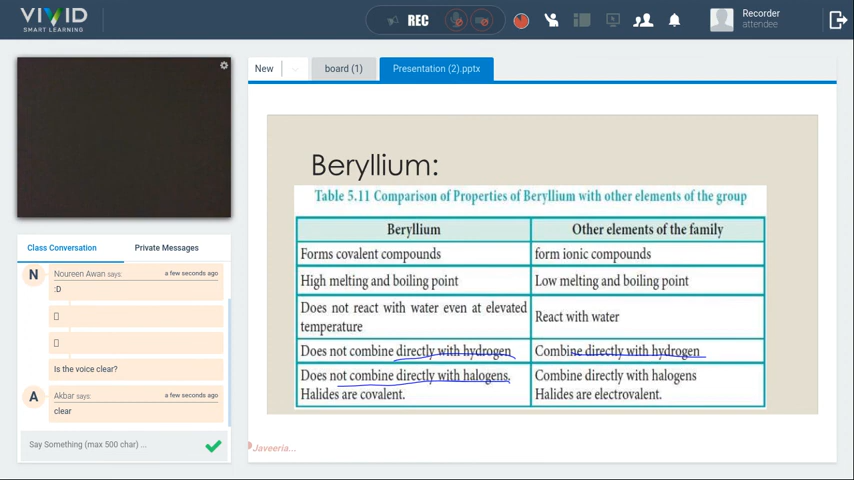 VIVID
SMART LEARNING
REC
Recorder
attendee
New
board (1)
Presentation (2).pptx
Class Conversation
Private Messages
N
Noureen Awan says:
a few seconds ago
:D
Is the voice clear?
A
Akbar says:
a few seconds ago
clear
Say Something (max 500 char) ...
Beryllium:
Table 5.11 Comparison of Properties of Beryllium with other elements of the group
Beryllium
Other elements of the family
Forms covalent compounds
form ionic compounds
High melting and boiling point
Low melting and boiling point
Does not react with water even at elevated
temperature
React with water
Does not combine directly with hydrogen
Combine directly with hydrogen
Does not combine directly with halogens.
Halides are covalent.
Combine directly with halogens
Halides are electrovalent.
Javeeria...